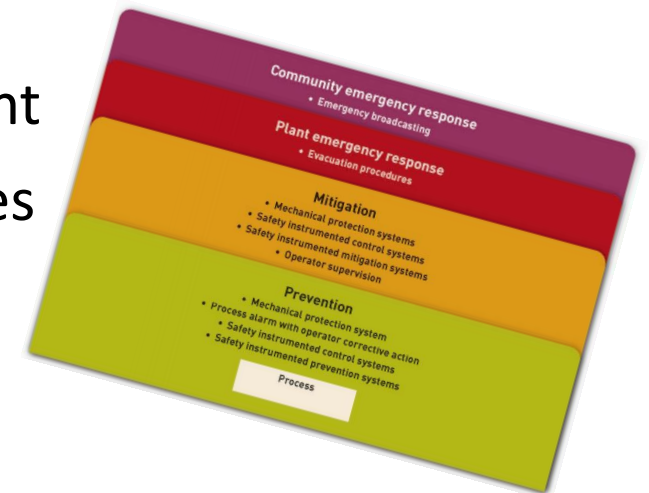 nt
es
Community emergency response
• Emergency broadcasting
Plant emergency response
• Evacuation procedures
Mitigation
• Mechanical protection systems
• Safety instrumented control systems
• Safety instrumented mitigation systems
• Operator supervision
Prevention
• Mechanical protection system
• Process alarm with operator corrective action
• Safety instrumented control systems
• Safety instrumented prevention systems
Process